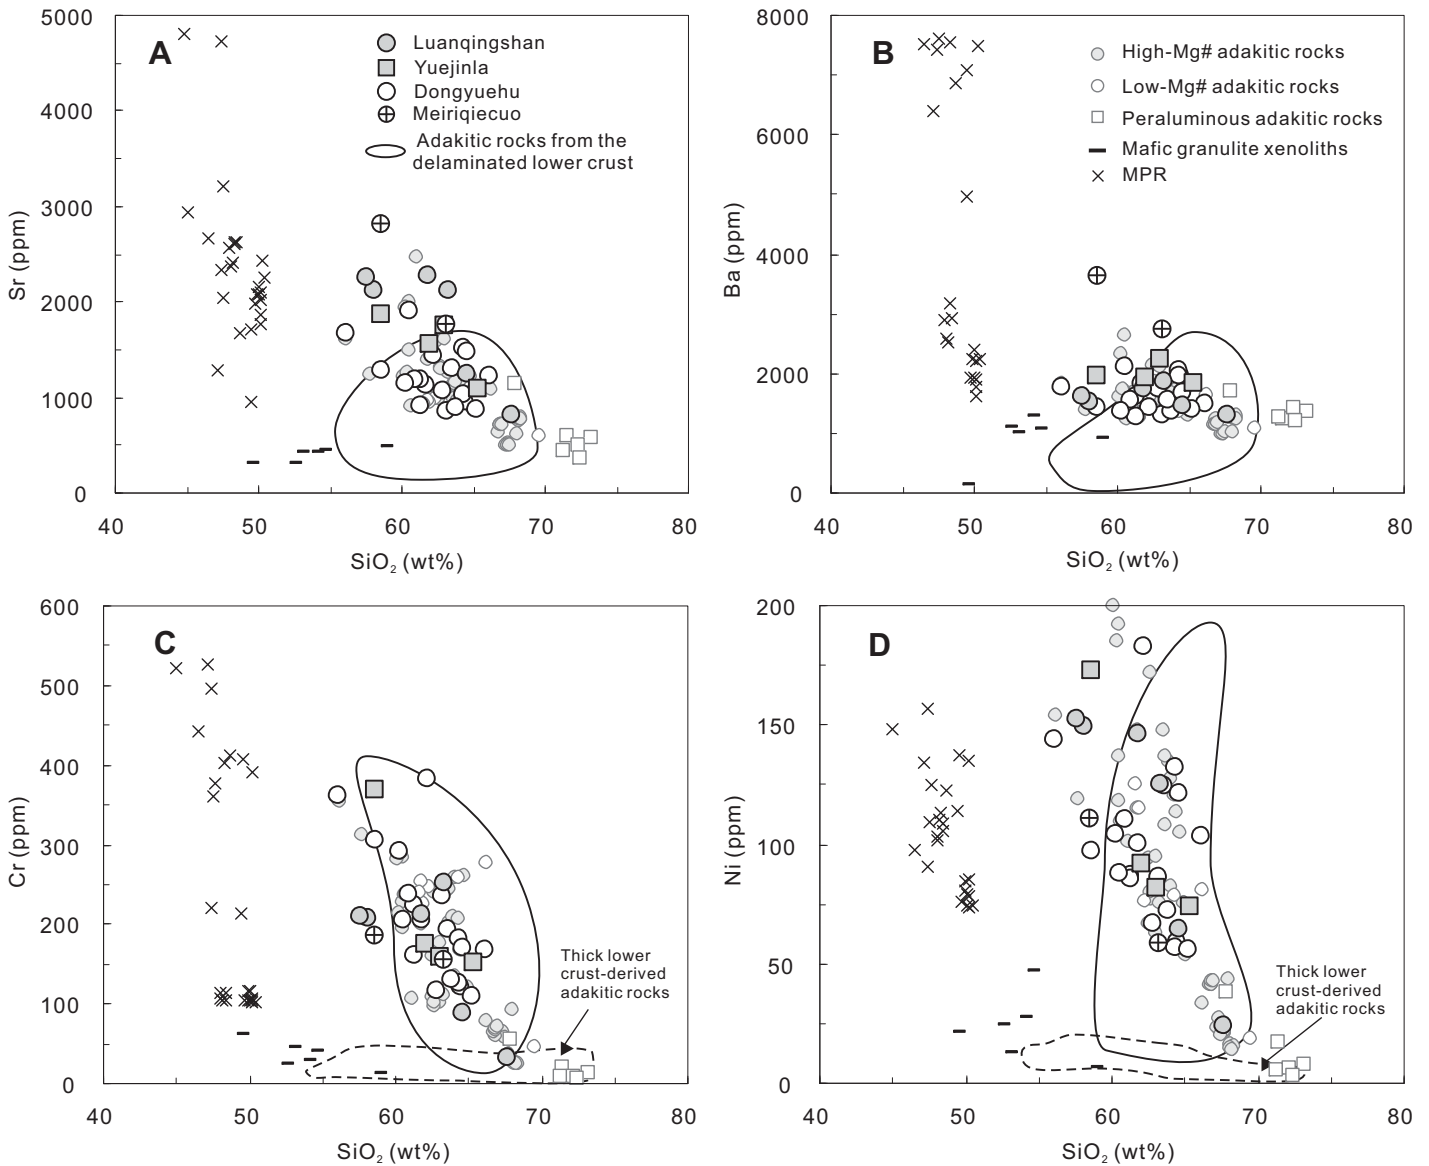 5000
4000
3000
2000
1000
0
Sr (ppm)
A
Luanqingshan
Yuejinla
Dongyuehu
Meiriqiecuo
Adakitic rocks from the
delaminated lower crust
40
50
60
70
80
SiO₂ (wt%)
8000
6000
4000
2000
0
Ba (ppm)
B
High-Mg# adakitic rocks
Low-Mg# adakitic rocks
Peraluminous adakitic rocks
Mafic granulite xenoliths
MPR
40
50
60
70
80
SiO₂ (wt%)
600
500
400
300
200
100
0
Cr (ppm)
C
Thick lower
crust-derived
adakitic rocks
40
50
60
70
80
SiO₂ (wt%)
200
150
100
50
0
Ni (ppm)
D
Thick lower
crust-derived
adakitic rocks
40
50
60
70
80
SiO₂ (wt%)